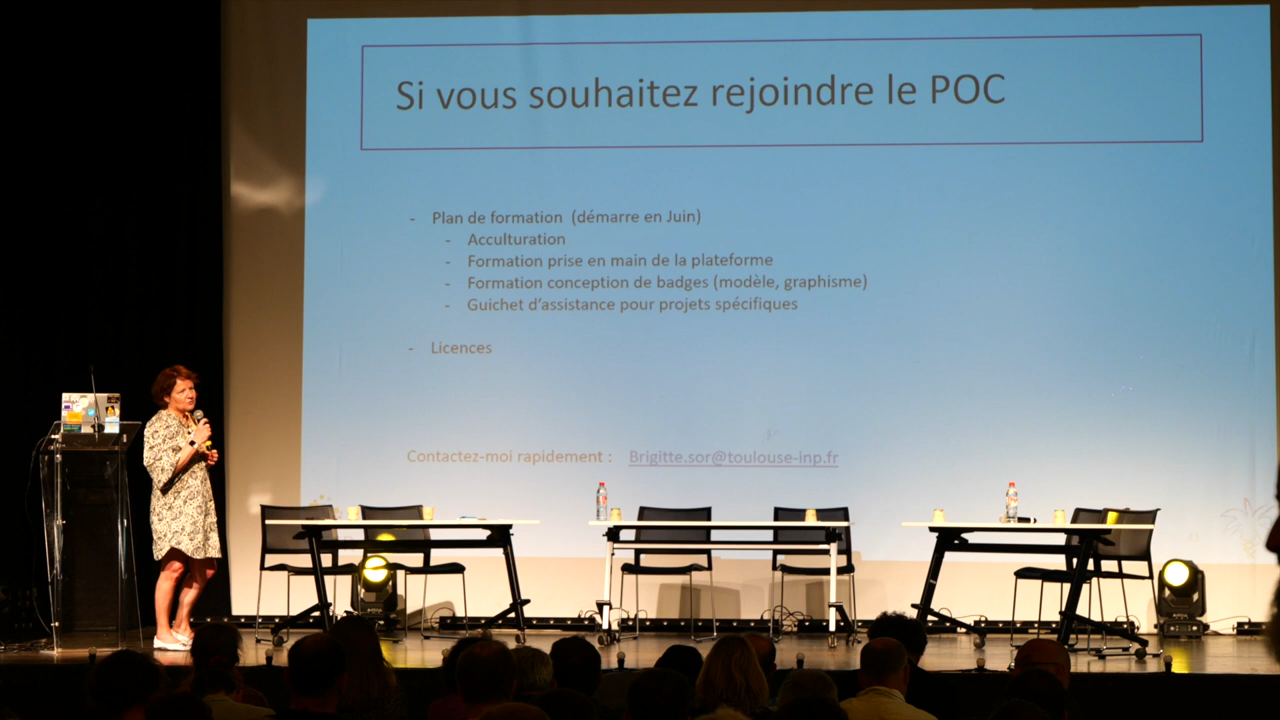 Si vous souhaitez rejoindre le POC
- Plan de formation (démarre en Juin)
- Acculturation
- Formation prise en main de la plateforme
- Formation conception de badges (modèle, graphisme)
- Guichet d'assistance pour projets spécifiques
- Licences
Contactez-moi rapidement : Brigitte.sor@toulouse-inp.fr